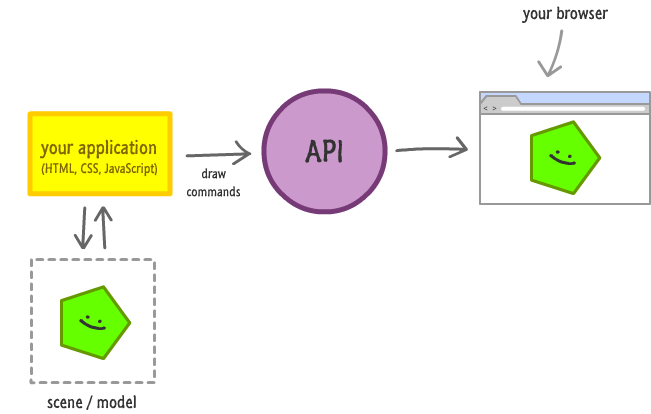 your browser
< >
your application
(HTML, CSS, JavaScript)
API
draw
commands
scene / model